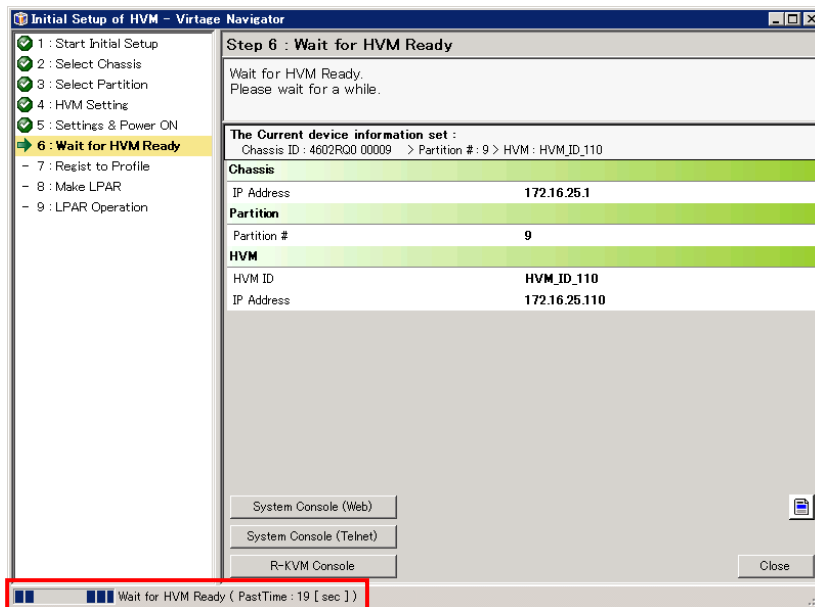 Initial Setup of HVM - Virtage Navigator
1 : Start Initial Setup
2 : Select Chassis
3 : Select Partition
4 : HVM Setting
5 : Settings & Power ON
6 : Wait for HVM Ready
- 7 : Regist to Profile
- 8 : Make LPAR
- 9 : LPAR Operation
Step 6 : Wait for HVM Ready
Wait for HVM Ready.
Please wait for a while.
The Current device information set :
Chassis ID : 4602RQ0 00009 > Partition # : 9 > HVM : HVM_ID_110
Chassis
IP Address 172.16.25.1
Partition
Partition # 9
HVM
HVM ID HVM_ID_110
IP Address 172.16.25.110
System Console (Web)
System Console (Telnet)
R-KVM Console
Close
Wait for HVM Ready ( PastTime : 19 [ sec ] )